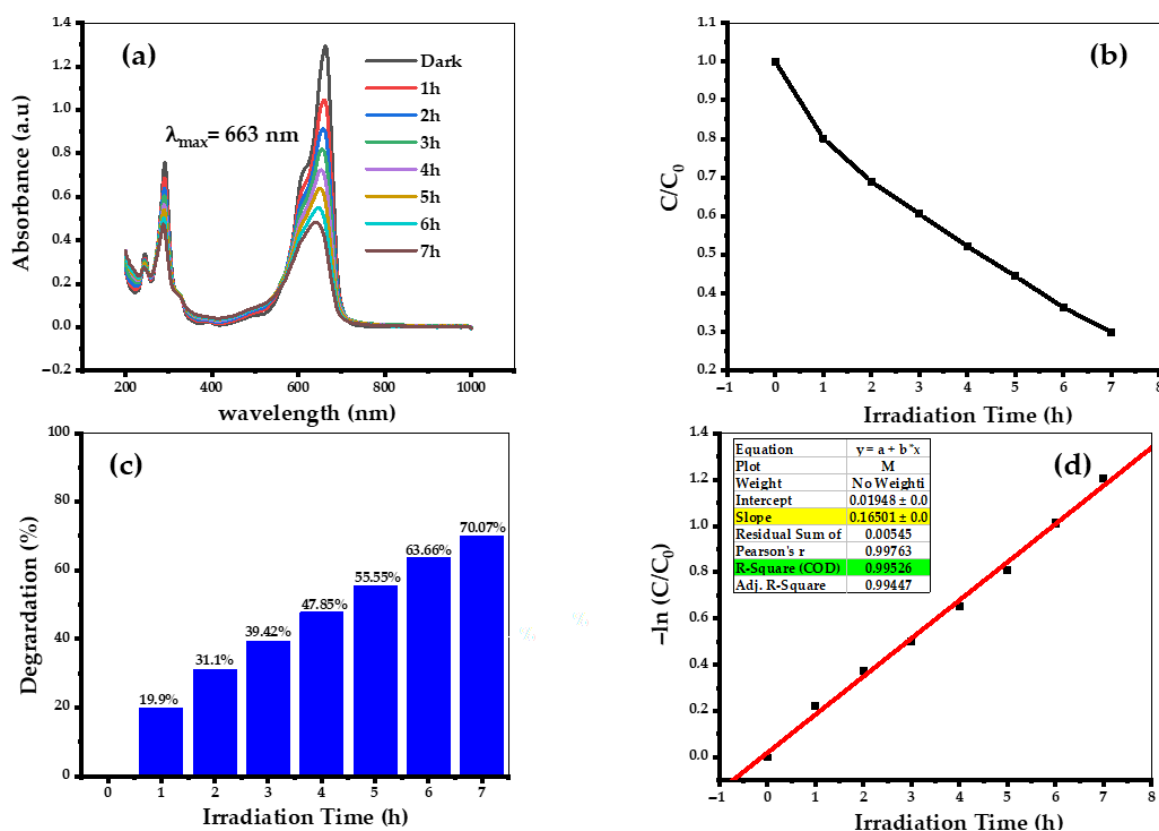 (a)
Absorbance (a.u)
1.4
1.2
1.0
0.8
0.6
0.4
0.2
0.0
−0.2
λmax= 663 nm
Dark
1h
2h
3h
4h
5h
6h
7h
200
400
600
800
1000
wavelength (nm)
(b)
C/C0
1.1
1.0
0.9
0.8
0.7
0.6
0.5
0.4
0.3
0.2
−1
0
1
2
3
4
5
6
7
8
Irradiation Time (h)
(c)
Degrardation (%)
100
80
60
40
20
0
19.9%
31.1%
39.42%
47.85%
55.55%
63.66%
70.07%
0
1
2
3
4
5
6
7
Irradiation Time (h)
(d)
−ln (C/C0)
1.4
1.2
1.0
0.8
0.6
0.4
0.2
0.0
Equation y = a + b*x
Plot M
Weight No Weighti
Intercept 0.01948 ± 0.0
Slope 0.16501 ± 0.0
Residual Sum of 0.00545
Pearson's r 0.99763
R-Square (COD) 0.99526
Adj. R-Square 0.99447
−1
0
1
2
3
4
5
6
7
8
Irradiation Time (h)